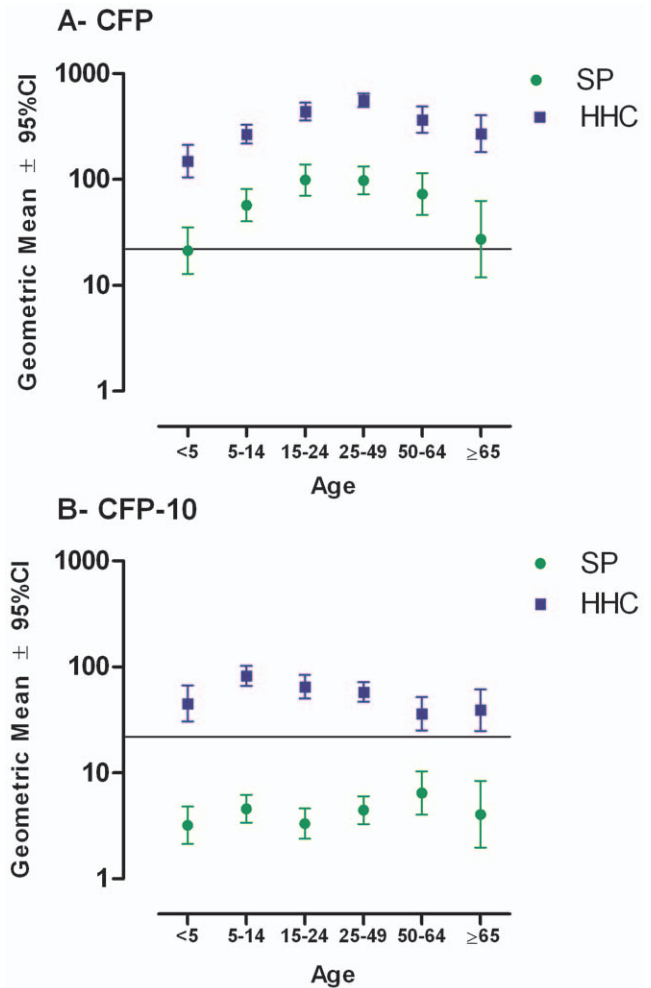 A- CFP
Geometric Mean ± 95%CI
1000
100
10
1
SP
HHC
<5 5-14 15-24 25-49 50-64 ≥65
Age
B- CFP-10
Geometric Mean ± 95%CI
1000
100
10
1
SP
HHC
<5 5-14 15-24 25-49 50-64 ≥65
Age